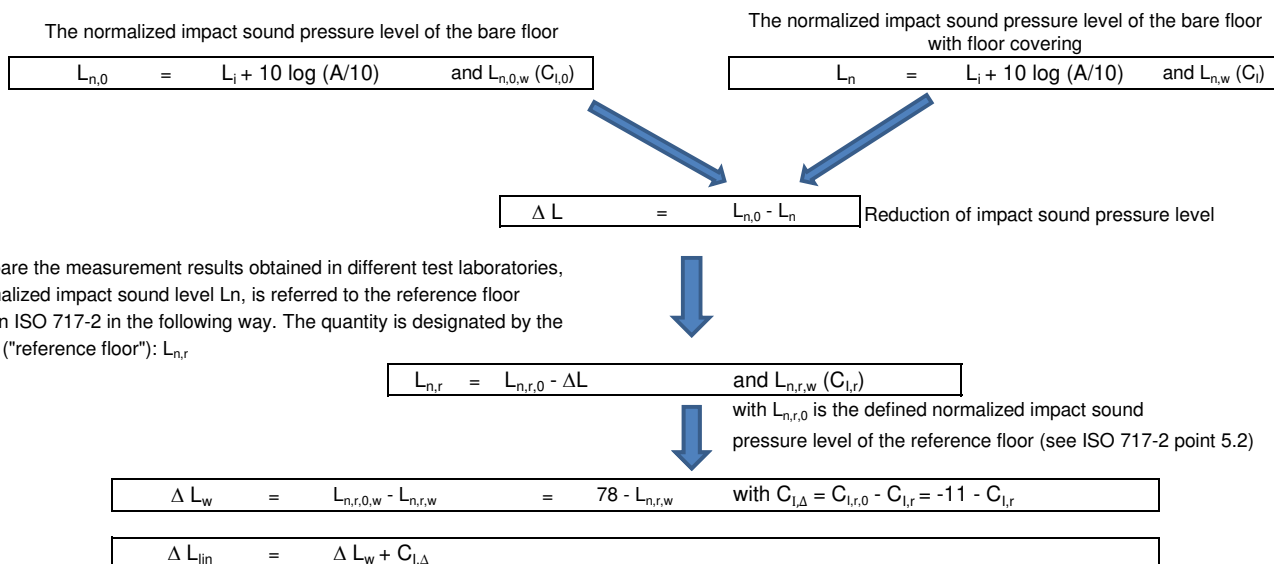 The normalized impact sound pressure level of the bare floor
The normalized impact sound pressure level of the bare floor
with floor covering
Ln,0 = Li + 10 log (A/10) and Ln,0,w (CI,0)
Ln = Li + 10 log (A/10) and Ln,w (CI)
Δ L = Ln,0 - Ln
Reduction of impact sound pressure level
the measurement results obtained in different test laboratories,
impact sound level Ln, is referred to the reference floor
ISO 717-2 in the following way. The quantity is designated by the
("reference floor"): Ln,r
Ln,r = Ln,r,0 - ΔL and Ln,r,w (CI,r)
with Ln,r,0 is the defined normalized impact sound
pressure level of the reference floor (see ISO 717-2 point 5.2)
Δ Lw = Ln,r,0,w - Ln,r,w = 78 - Ln,r,w with CI,Δ = CI,r,0 - CI,r = -11 - CI,r
Δ Llin = Δ Lw + CI,Δ